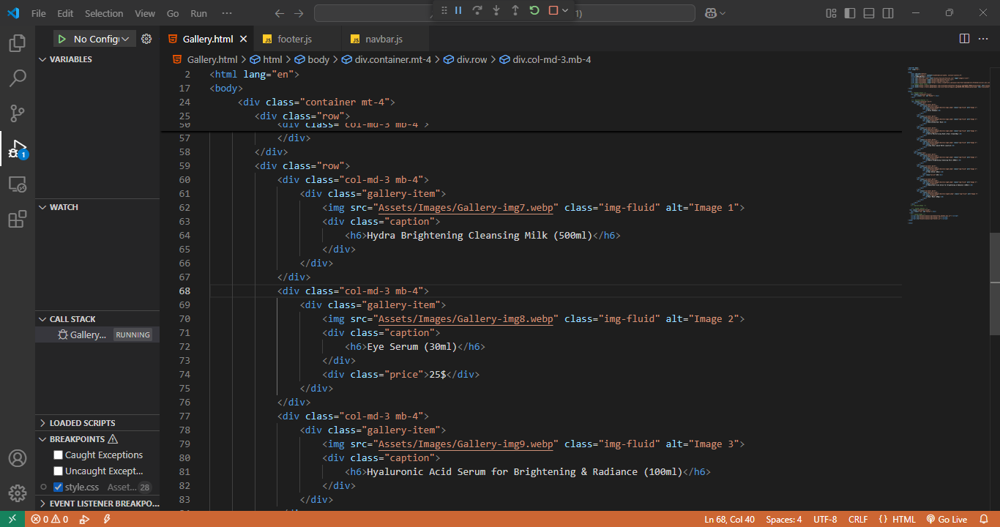 File Edit Selection View Go Run ···
1)
No Confi
Gallery.html
JS footer.js
JS navbar.js
Gallery.html > html > body > div.container.mt-4 > div.row > div.col-md-3.mb-4
VARIABLES
WATCH
CALL STACK
Gallery... RUNNING
LOADED SCRIPTS
BREAKPOINTS
Caught Exceptions
Uncaught Except...
style.css Asset... 28
EVENT LISTENER BREAKPO...
1
2 <html lang="en">
17 <body>
24 <div class="container mt-4">
25 <div class="row">
50 <div class="col-md-3 mb-4">
57 </div>
58 </div>
59 <div class="row">
60 <div class="col-md-3 mb-4">
61 <div class="gallery-item">
62 <img src="Assets/Images/Gallery-img7.webp" class="img-fluid" alt="Image 1">
63 <div class="caption">
64 <h6>Hydra Brightening Cleansing Milk (500ml)</h6>
65 </div>
66 </div>
67 </div>
68 <div class="col-md-3 mb-4">
69 <div class="gallery-item">
70 <img src="Assets/Images/Gallery-img8.webp" class="img-fluid" alt="Image 2">
71 <div class="caption">
72 <h6>Eye Serum (30ml)</h6>
73 </div>
74 <div class="price">25$</div>
75 </div>
76 </div>
77 <div class="col-md-3 mb-4">
78 <div class="gallery-item">
79 <img src="Assets/Images/Gallery-img9.webp" class="img-fluid" alt="Image 3">
80 <div class="caption">
81 <h6>Hyaluronic Acid Serum for Brightening & Radiance (100ml)</h6>
82 </div>
83 </div>
0 0
Ln 68, Col 40 Spaces: 4 UTF-8 CRLF {} HTML Go Live